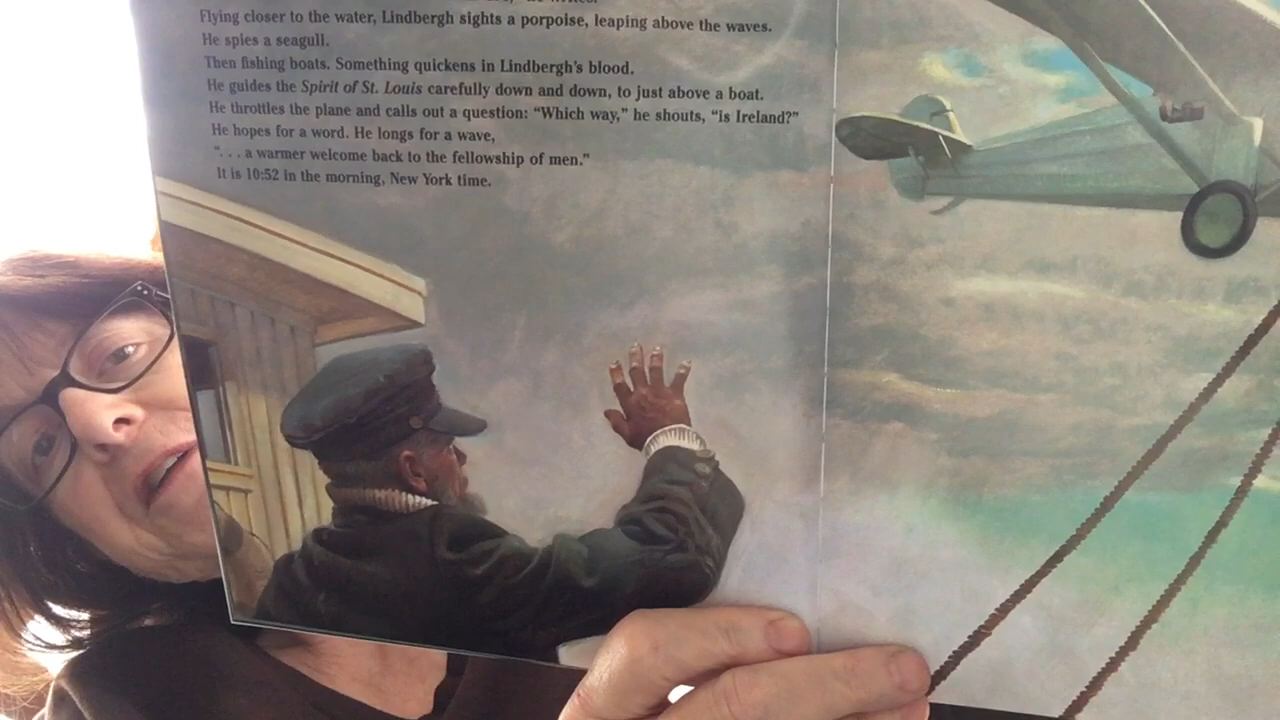 Flying closer to the water, Lindbergh sights a porpoise, leaping above the waves.
He spies a seagull.
Then fishing boats. Something quickens in Lindbergh's blood.
He guides the Spirit of St. Louis carefully down and down, to just above a boat.
He throttles the plane and calls out a question: “Which way,” he shouts, “is Ireland?”
He hopes for a word. He longs for a wave,
“. . . a warmer welcome back to the fellowship of men.”
It is 10:52 in the morning, New York time.